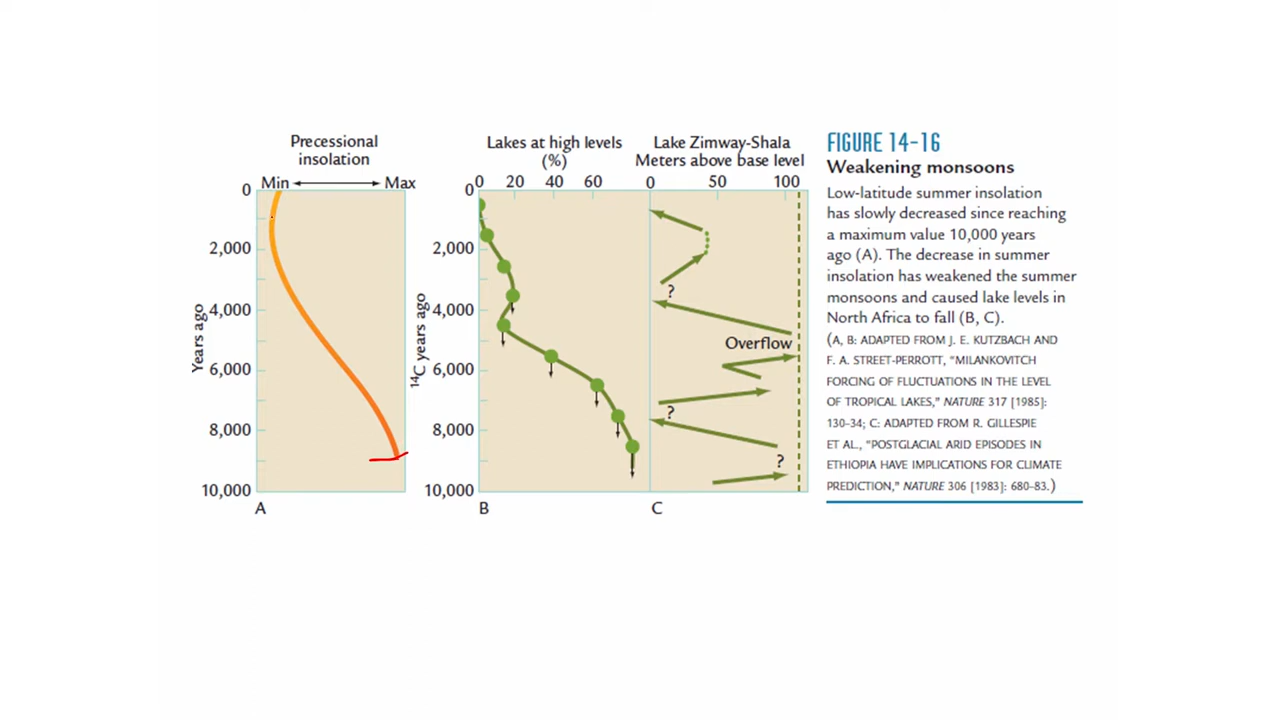 Precessional
insolation
Min Max
0
2,000
4,000
6,000
8,000
10,000
Years ago
A
Lakes at high levels
(%)
0 20 40 60
0
2,000
4,000
6,000
8,000
10,000
14C years ago
B
Lake Zimway-Shala
Meters above base level
0 50 100
?
Overflow
?
?
C
FIGURE 14-16
Weakening monsoons
Low-latitude summer insolation
has slowly decreased since reaching
a maximum value 10,000 years
ago (A). The decrease in summer
insolation has weakened the summer
monsoons and caused lake levels in
North Africa to fall (B, C).
(A, B: ADAPTED FROM J. E. KUTZBACH AND
F. A. STREET-PERROTT, "MILANKOVITCH
FORCING OF FLUCTUATIONS IN THE LEVEL
OF TROPICAL LAKES," NATURE 317 [1985]:
130-34; C: ADAPTED FROM R. GILLESPIE
ET AL., "POSTGLACIAL ARID EPISODES IN
ETHIOPIA HAVE IMPLICATIONS FOR CLIMATE
PREDICTION," NATURE 306 [1983]: 680-83.)